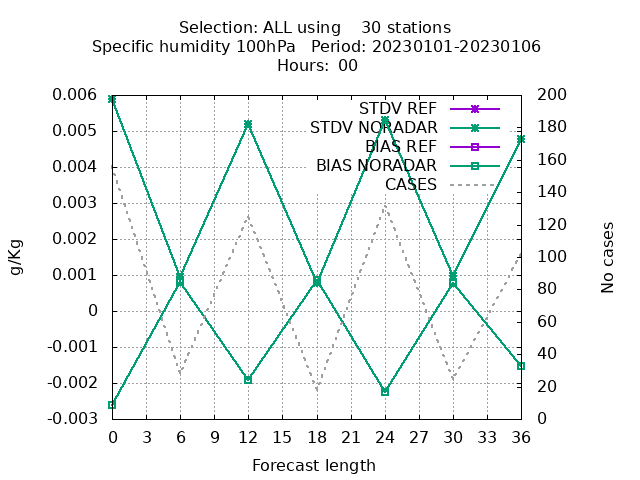 Selection: ALL using    30 stations
Specific humidity 100hPa   Period: 20230101-20230106
Hours: 00
STDV REF
STDV NORADAR
BIAS REF
BIAS NORADAR
CASES
0.006
0.005
0.004
0.003
0.002
0.001
0
-0.001
-0.002
-0.003
g/Kg
200
180
160
140
120
100
80
60
40
20
0
No cases
0 3 6 9 12 15 18 21 24 27 30 33 36
Forecast length